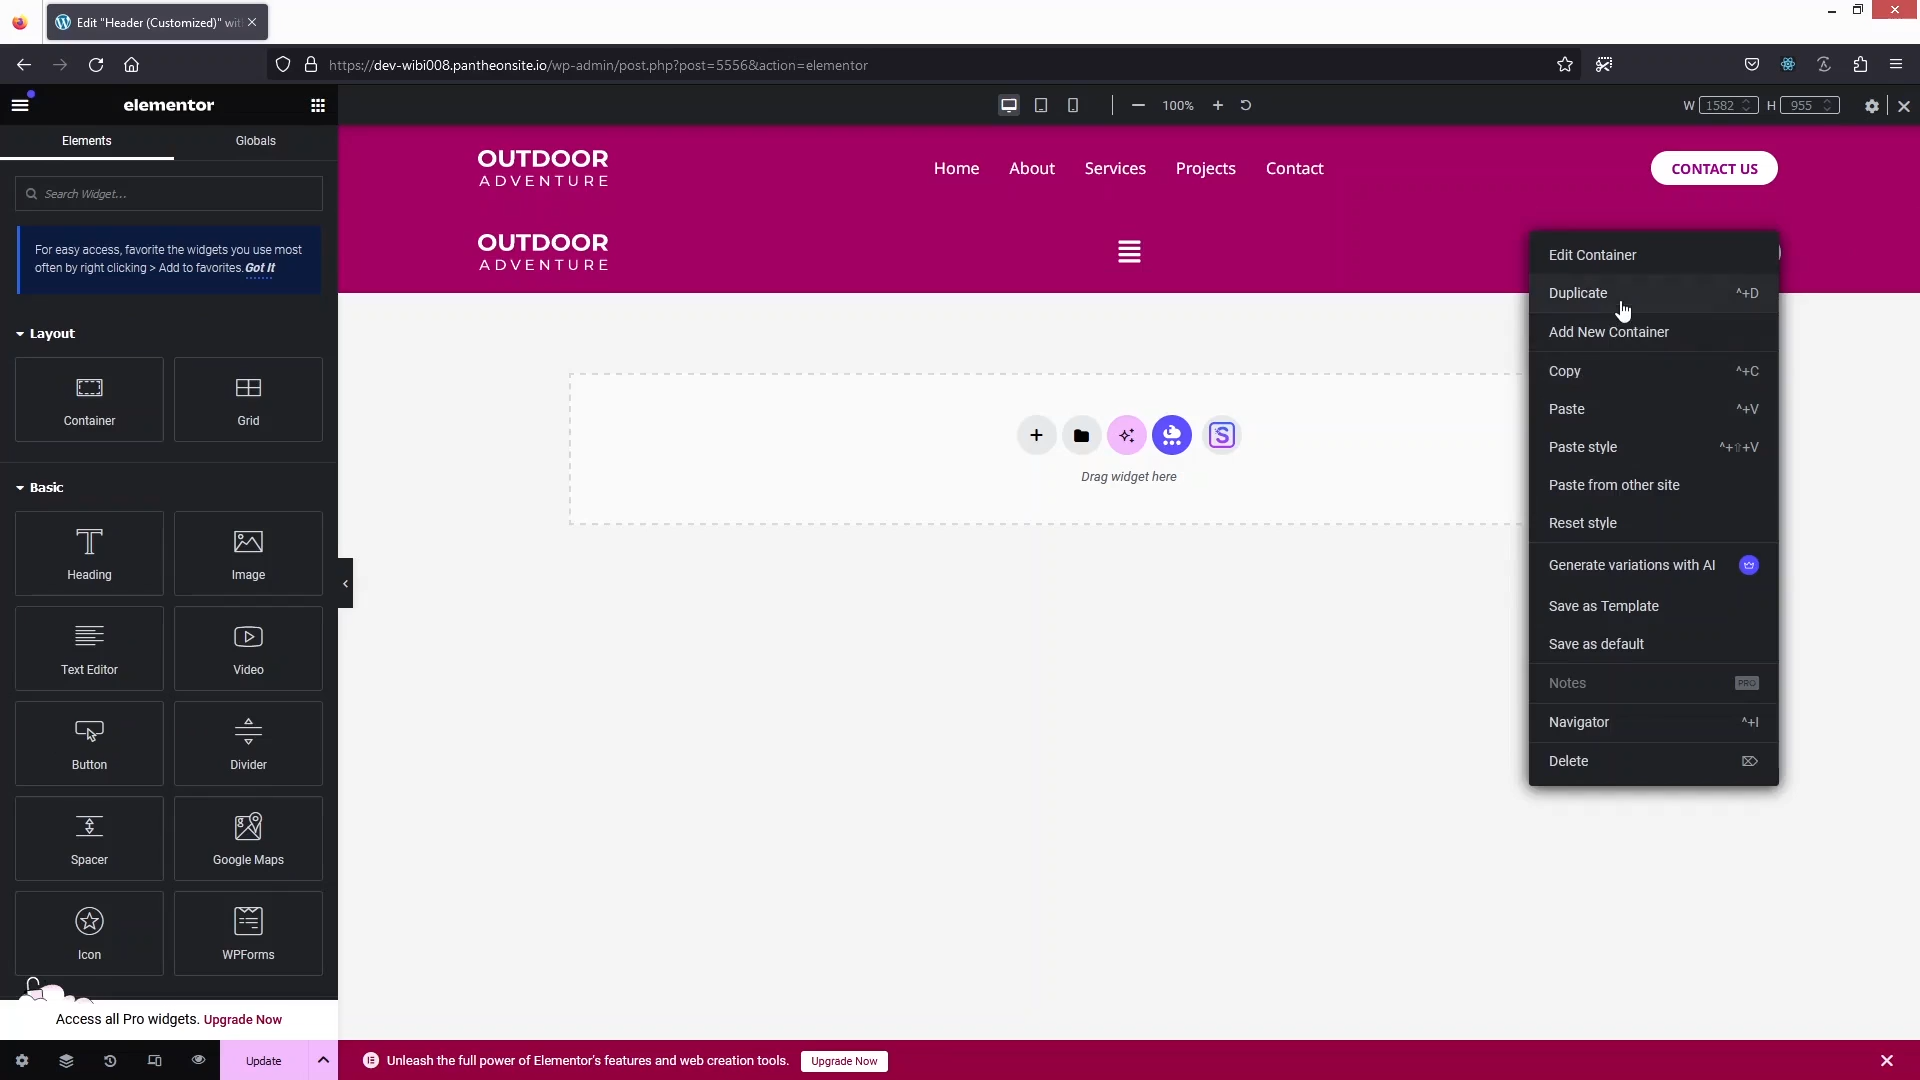 Edit "Header (Customized)" wit
https://dev-wibi008.pantheonsite.io/wp-admin/post.php?post=5556&action=elementor
elementor
100%
W 1582 H 955
Elements Globals
Search Widget...
For easy access, favorite the widgets you use most
often by right clicking > Add to favorites. Got It
Layout
Container Grid
Basic
Heading Image
Text Editor Video
Button Divider
Spacer Google Maps
Icon WPForms
Access all Pro widgets. Upgrade Now
Update
OUTDOOR
ADVENTURE
Home About Services Projects Contact
CONTACT US
OUTDOOR
ADVENTURE
Drag widget here
Edit Container
Duplicate ^+D
Add New Container
Copy ^+C
Paste ^+V
Paste style ^+⇧+V
Paste from other site
Reset style
Generate variations with AI
Save as Template
Save as default
Notes PRO
Navigator ^+I
Delete ⌦
Unleash the full power of Elementor's features and web creation tools. Upgrade Now